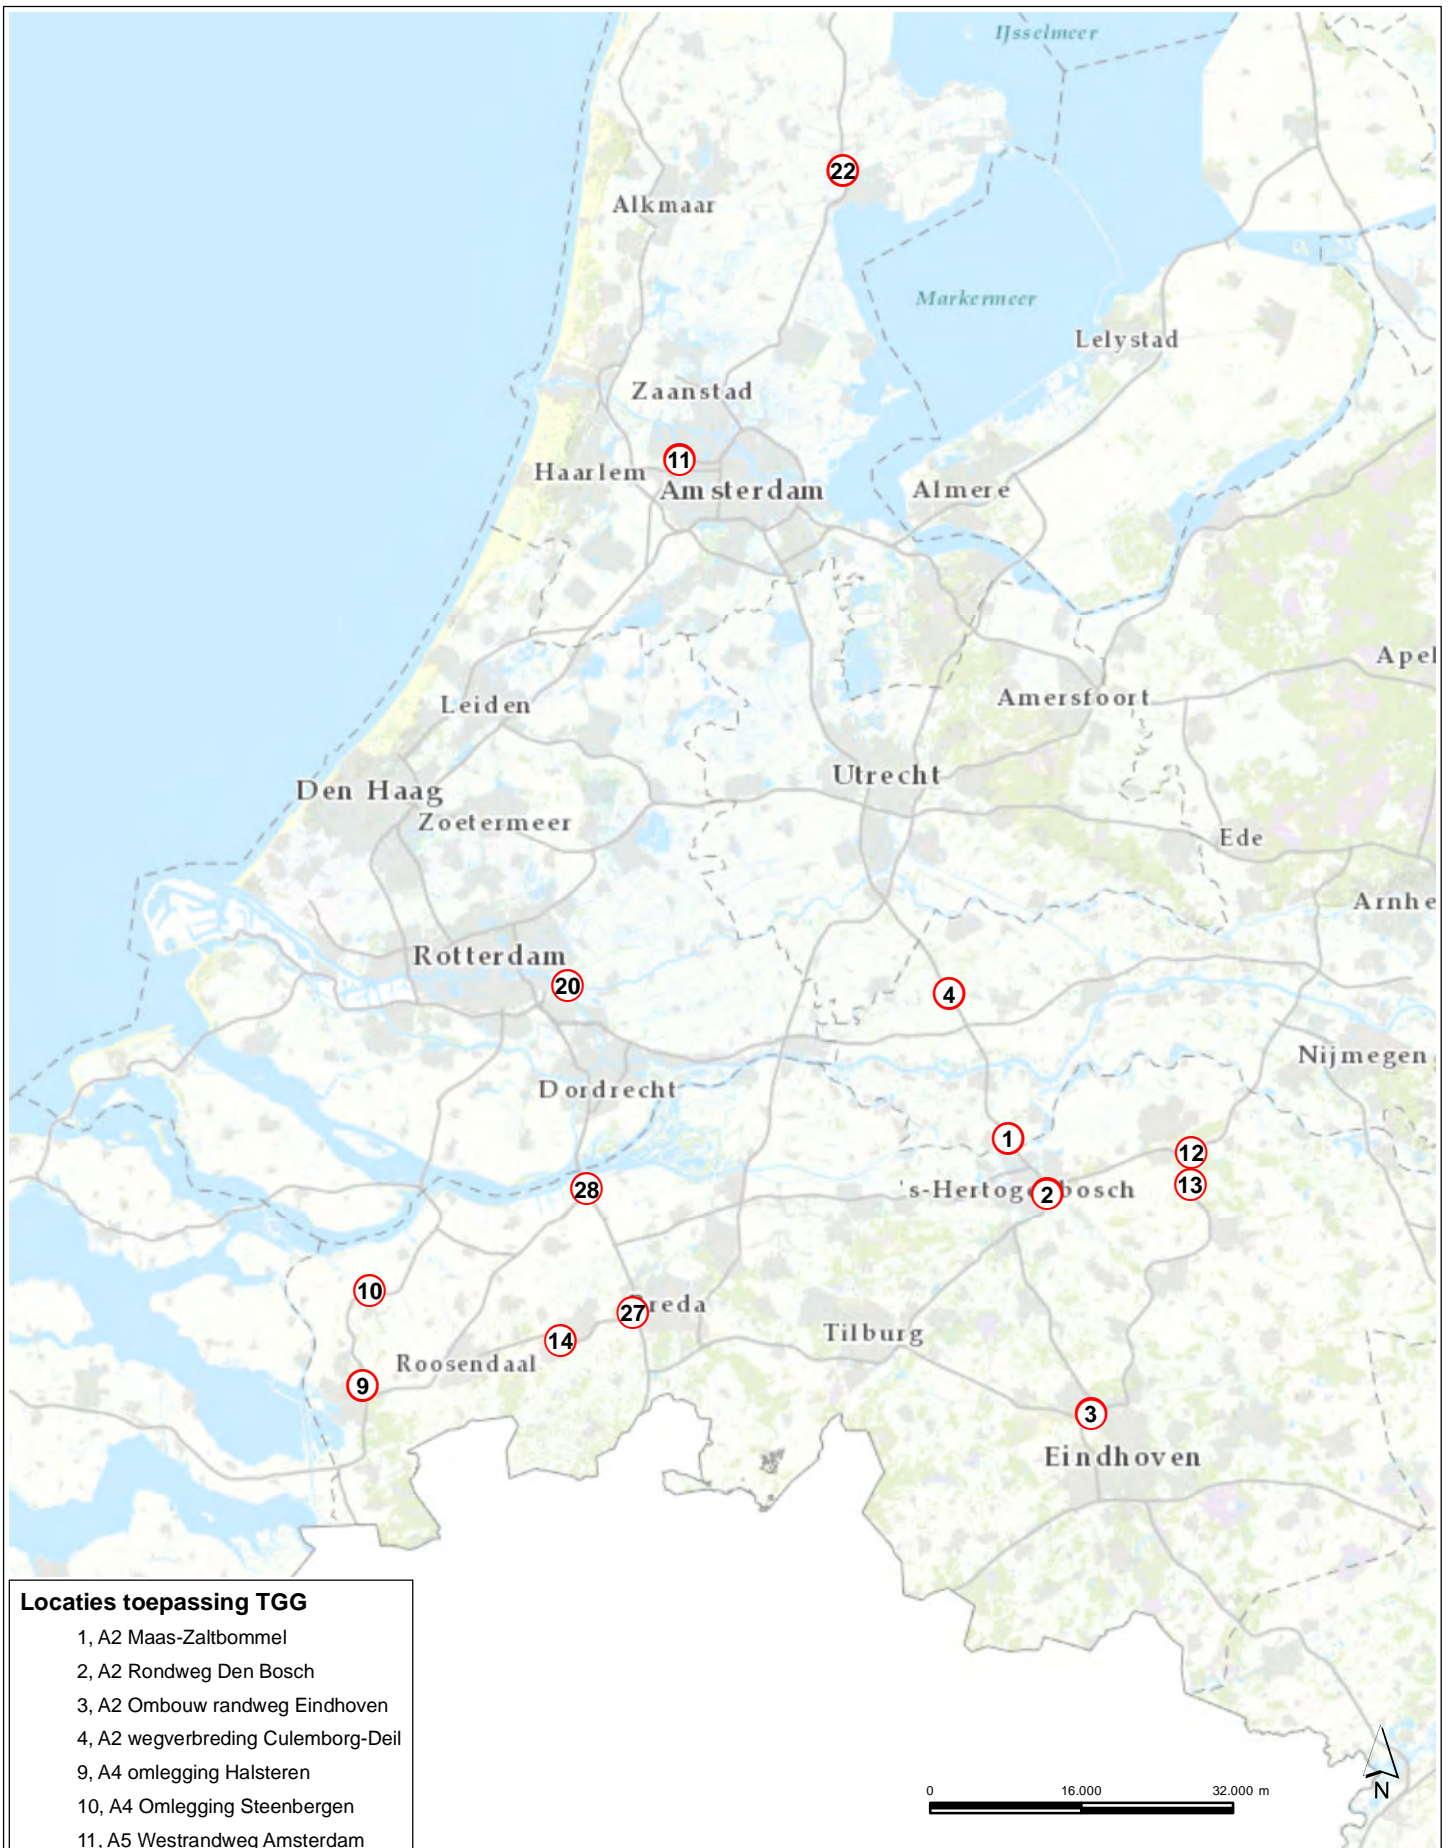 IJsselmeer
22
Alkmaar
Markermeer
Lelystad
Zaanstad
11
Haarlem
Amsterdam
Almere
Apel
Leiden
Amersfoort
Den Haag
Utrecht
Zoetermeer
Ede
Arnhe
Rotterdam
20
4
Nijmegen
Dordrecht
1
12
28
's-Hertogenbosch
2
13
10
27
Breda
14
Tilburg
Roosendaal
9
3
Eindhoven
Locaties toepassing TGG
1, A2 Maas-Zaltbommel
2, A2 Rondweg Den Bosch
3, A2 Ombouw randweg Eindhoven
4, A2 wegverbreding Culemborg-Deil
9, A4 omlegging Halsteren
10, A4 Omlegging Steenbergen
11, A5 Westrandweg Amsterdam
0 16.000 32.000 m
N